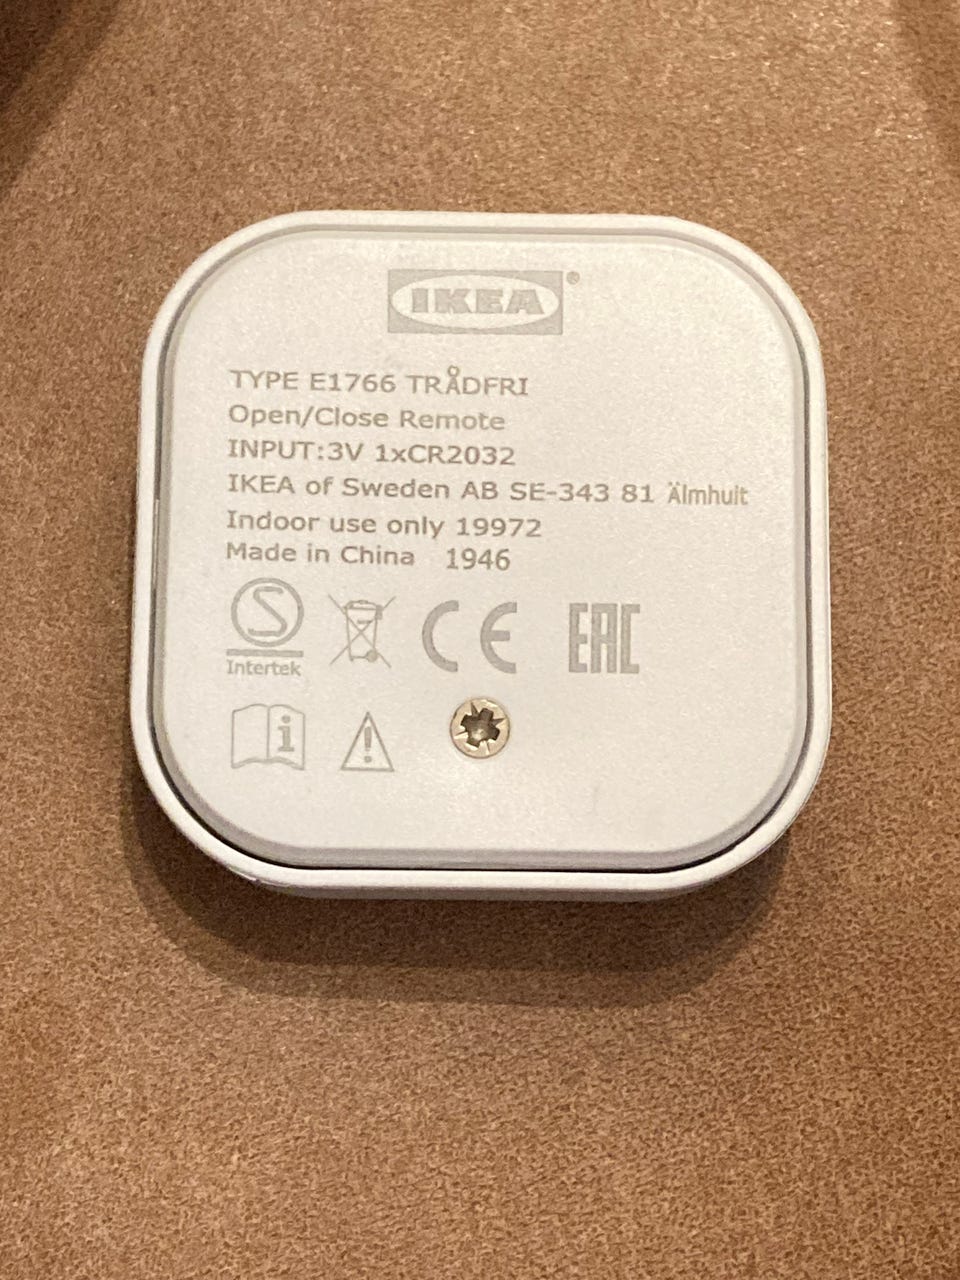 IKEA®
TYPE E1766 TRÅDFRI
Open/Close Remote
INPUT:3V 1xCR2032
IKEA of Sweden AB SE-343 81 Älmhult
Indoor use only 19972
Made in China 1946
S
Intertek
CE
EAC
i
!